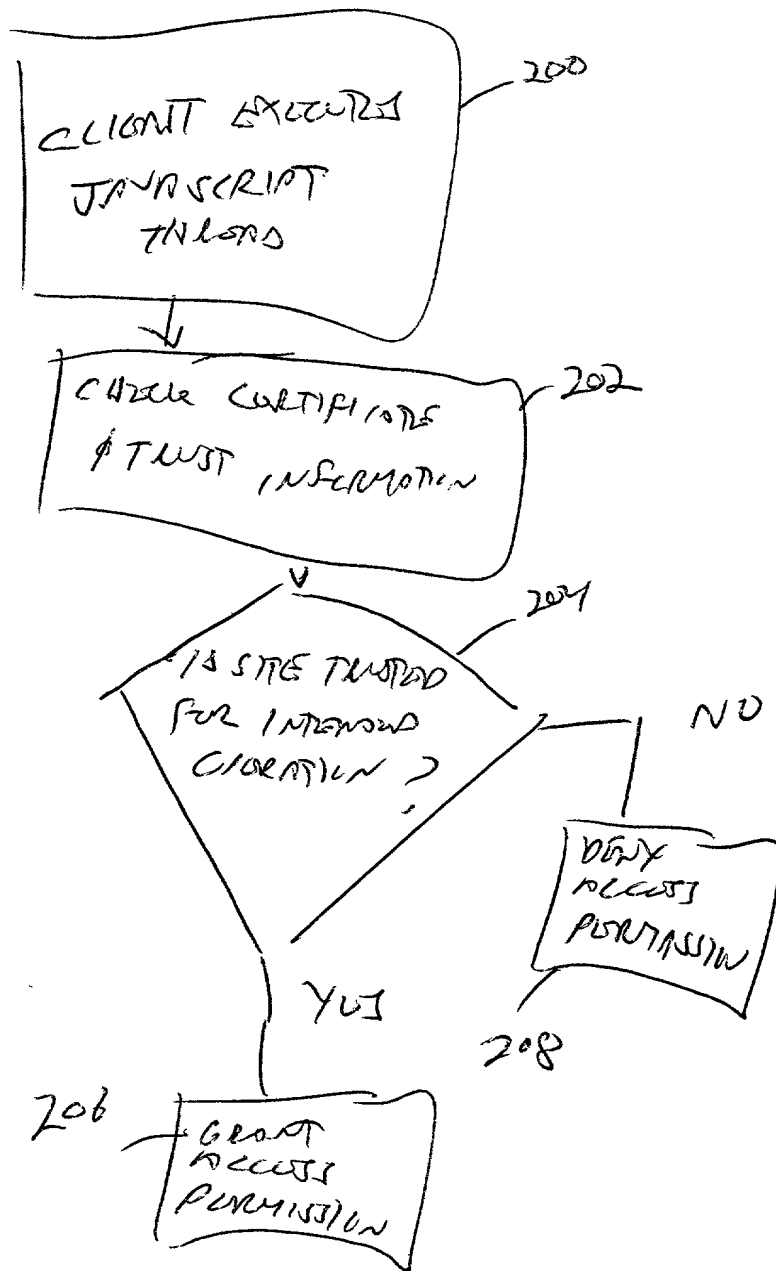 200
CLIENT EXECUTES
JAVASCRIPT
THREAD
202
CHECK CERTIFICATE
& TRUST INFORMATION
204
IS SITE TRUSTED
FOR INTENDED
OPERATION ?
NO
DENY
ACCESS
PERMISSION
208
YES
206
GRANT
ACCESS
PERMISSION